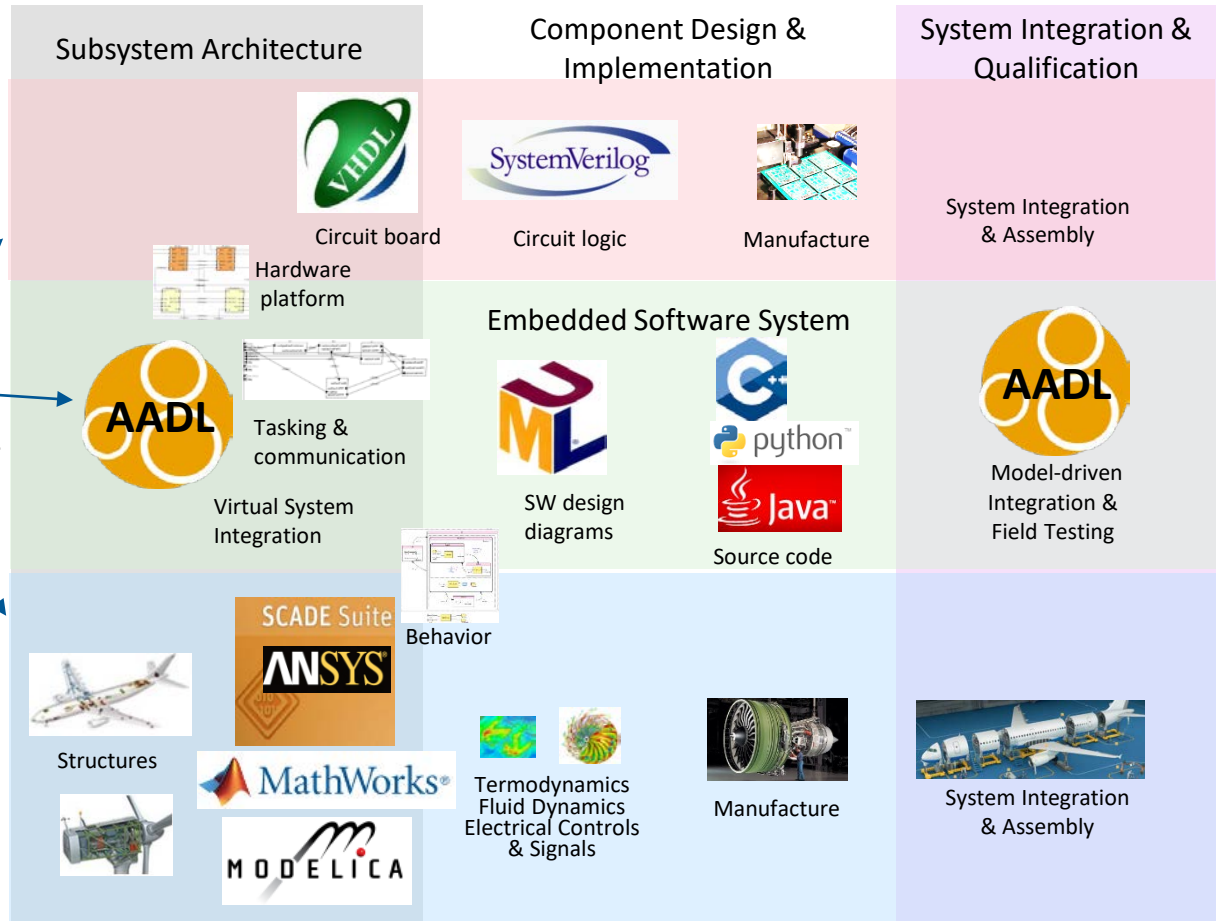 Subsystem Architecture
Component Design &
Implementation
System Integration &
Qualification
VHDL
Circuit board
SystemVerilog
Circuit logic
Manufacture
System Integration
& Assembly
Hardware
platform
Embedded Software System
AADL
Tasking &
communication
Virtual System
Integration
UML
SW design
diagrams
C++
python™
Java™
Source code
AADL
Model-driven
Integration &
Field Testing
Behavior
SCADE Suite
ANSYS®
Structures
MathWorks®
MODELICA
Termodynamics
Fluid Dynamics
Electrical Controls
& Signals
Manufacture
System Integration
& Assembly